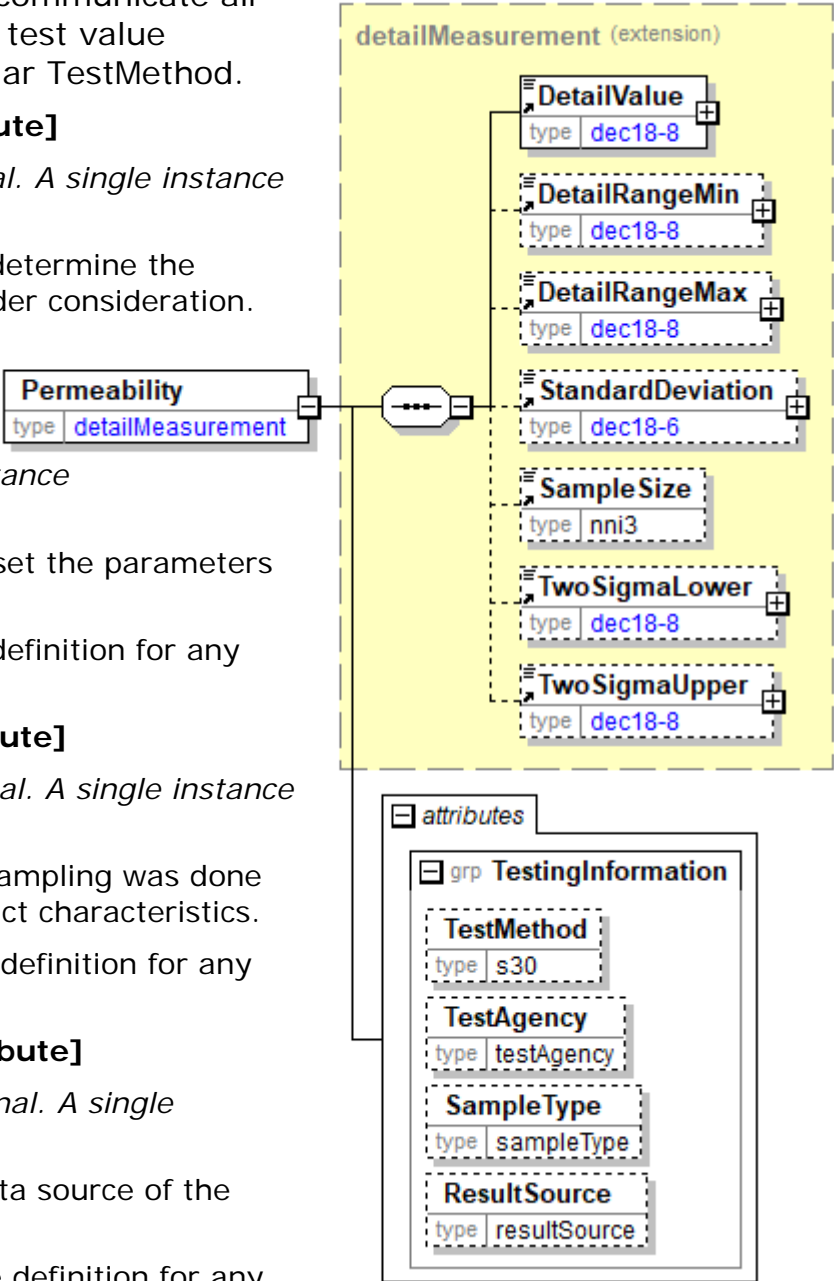 communicate all
test value
ar TestMethod.
ute]
al. A single instance
determine the
der consideration.
tance
set the parameters
definition for any
ute]
al. A single instance
ampling was done
ct characteristics.
definition for any
bute]
nal. A single
ta source of the
definition for any
Permeability
type detailMeasurement
detailMeasurement (extension)
DetailValue
type dec18-8
DetailRangeMin
type dec18-8
DetailRangeMax
type dec18-8
StandardDeviation
type dec18-6
SampleSize
type nni3
TwoSigmaLower
type dec18-8
TwoSigmaUpper
type dec18-8
attributes
grp TestingInformation
TestMethod
type s30
TestAgency
type testAgency
SampleType
type sampleType
ResultSource
type resultSource